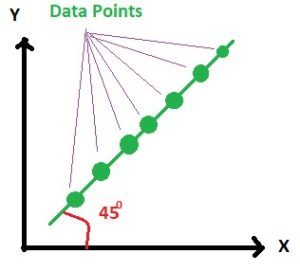 Y
Data Points
45⁰
X